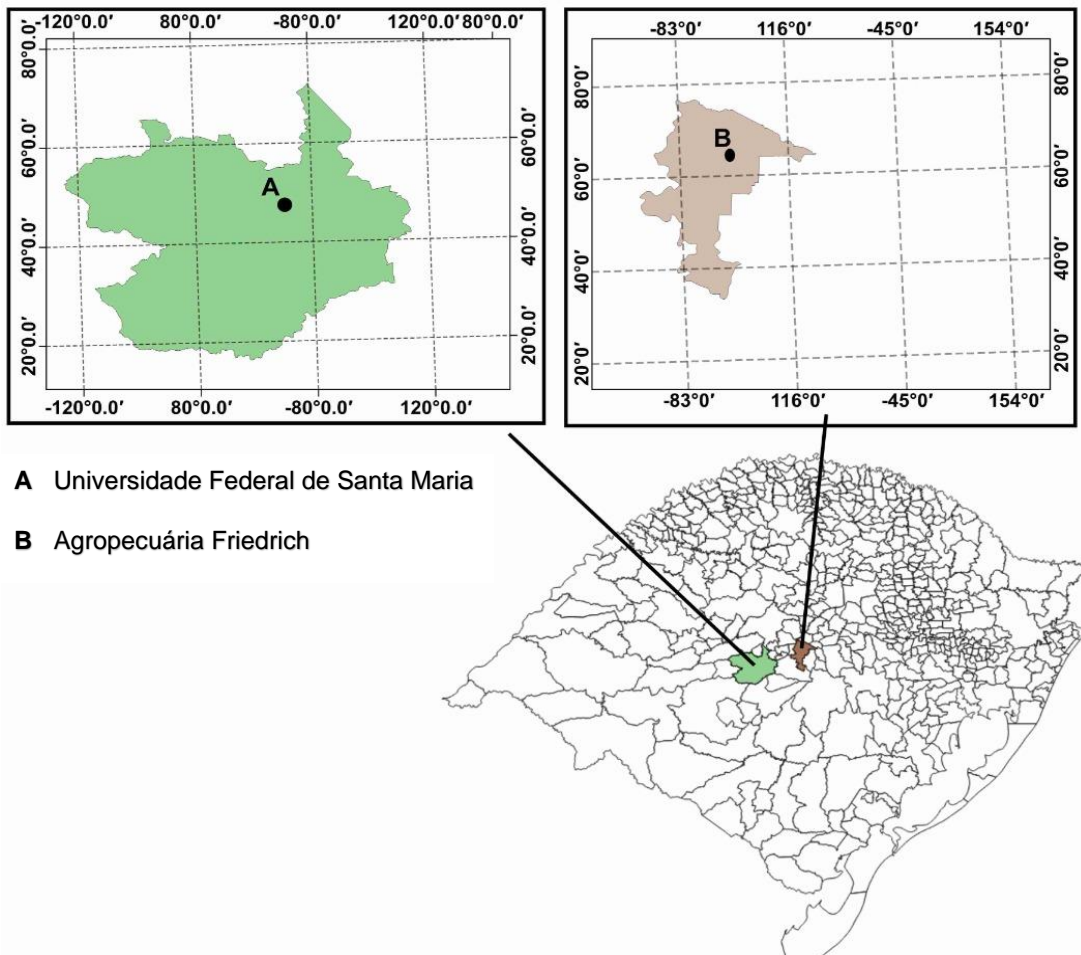 -120°0.0′ 80°0.0′ -80°0.0′ 120°0.0′ 80°0.0′
80°0.0′
60°0.0′ 60°0.0′
A
40°0.0′ 40°0.0′
20°0.0′ 20°0.0′
-120°0.0′ 80°0.0′ -80°0.0′ 120°0.0′
-83°0′ 116°0′ -45°0′ 154°0′
80°0′ 80°0′
B
60°0′ 60°0′
40°0′ 40°0′
20°0′ 20°0′
-83°0′ 116°0′ -45°0′ 154°0′
A Universidade Federal de Santa Maria
B Agropecuária Friedrich